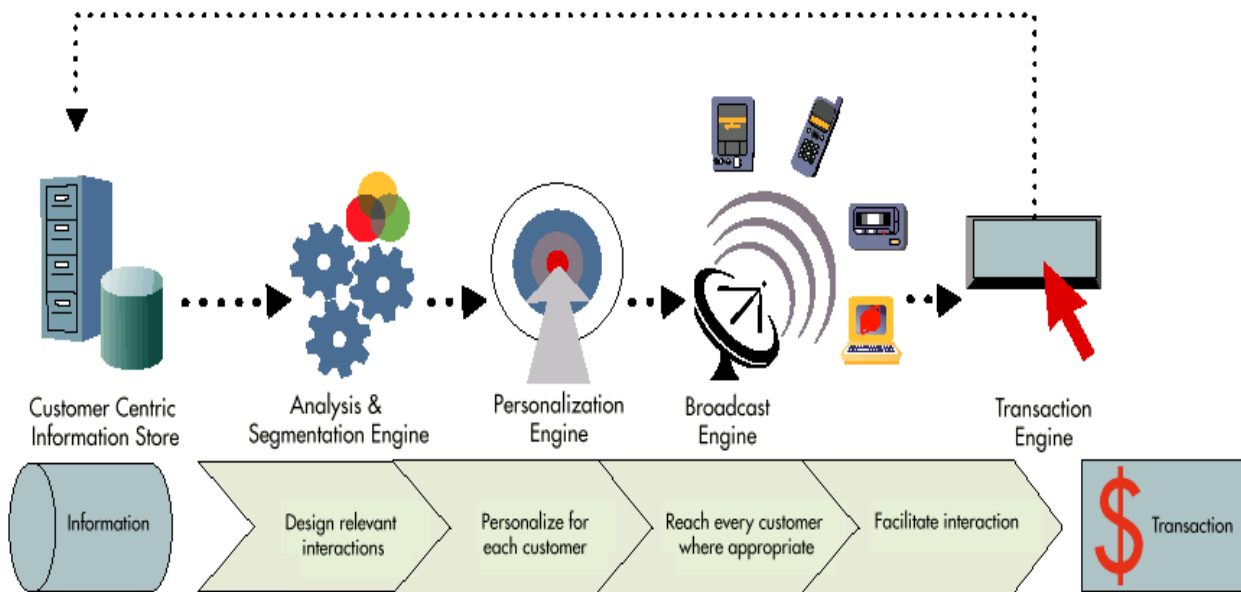 Customer Centric
Information Store
Analysis &
Segmentation Engine
Personalization
Engine
Broadcast
Engine
Transaction
Engine
Information
Design relevant
interactions
Personalize for
each customer
Reach every customer
where appropriate
Facilitate interaction
$
Transaction